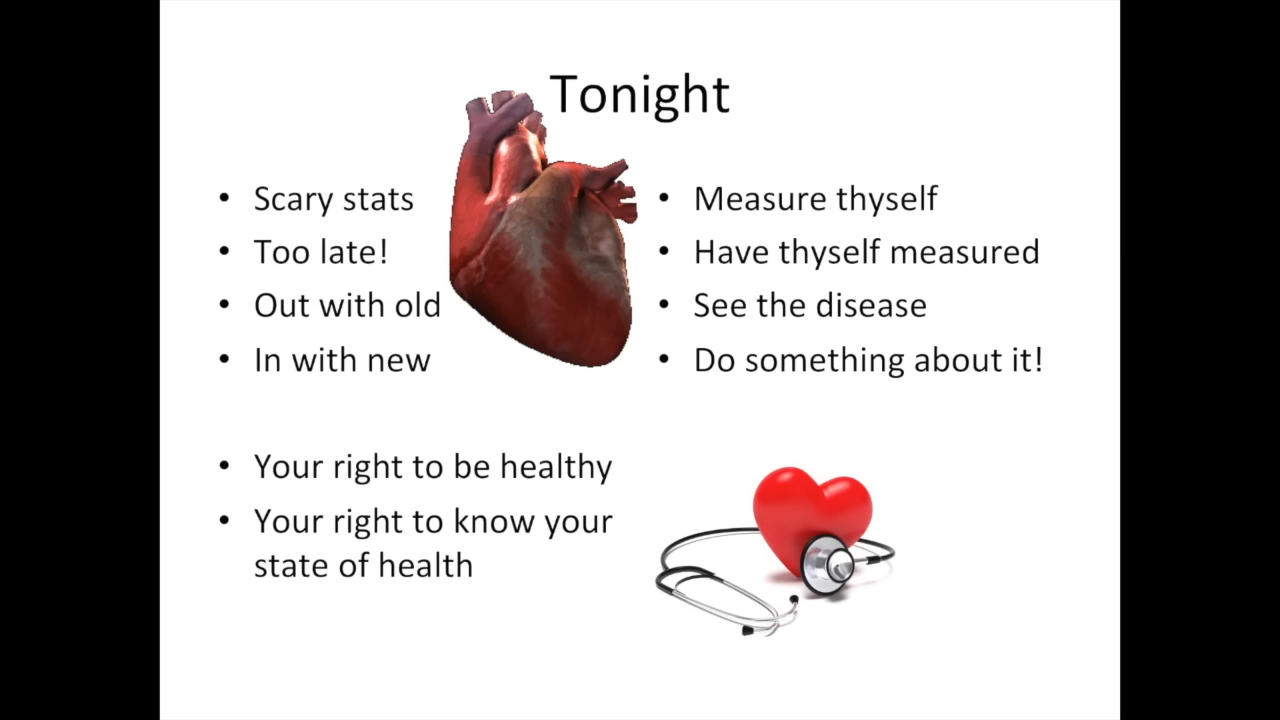 Tonight
• Scary stats
• Too late!
• Out with old
• In with new
• Your right to be healthy
• Your right to know your
state of health
• Measure thyself
• Have thyself measured
• See the disease
• Do something about it!